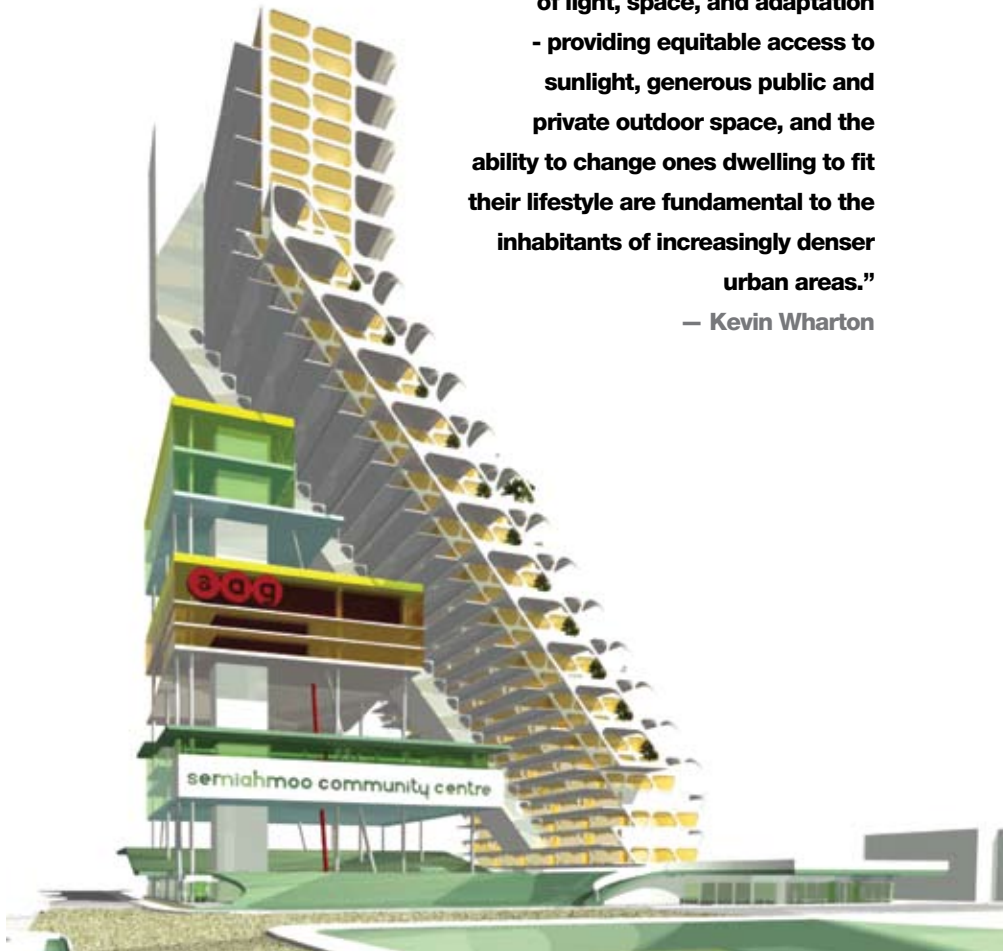 of light, space, and adaptation
- providing equitable access to
sunlight, generous public and
private outdoor space, and the
ability to change ones dwelling to fit
their lifestyle are fundamental to the
inhabitants of increasingly denser
urban areas.”
— Kevin Wharton
sag
semiahmoo community centre